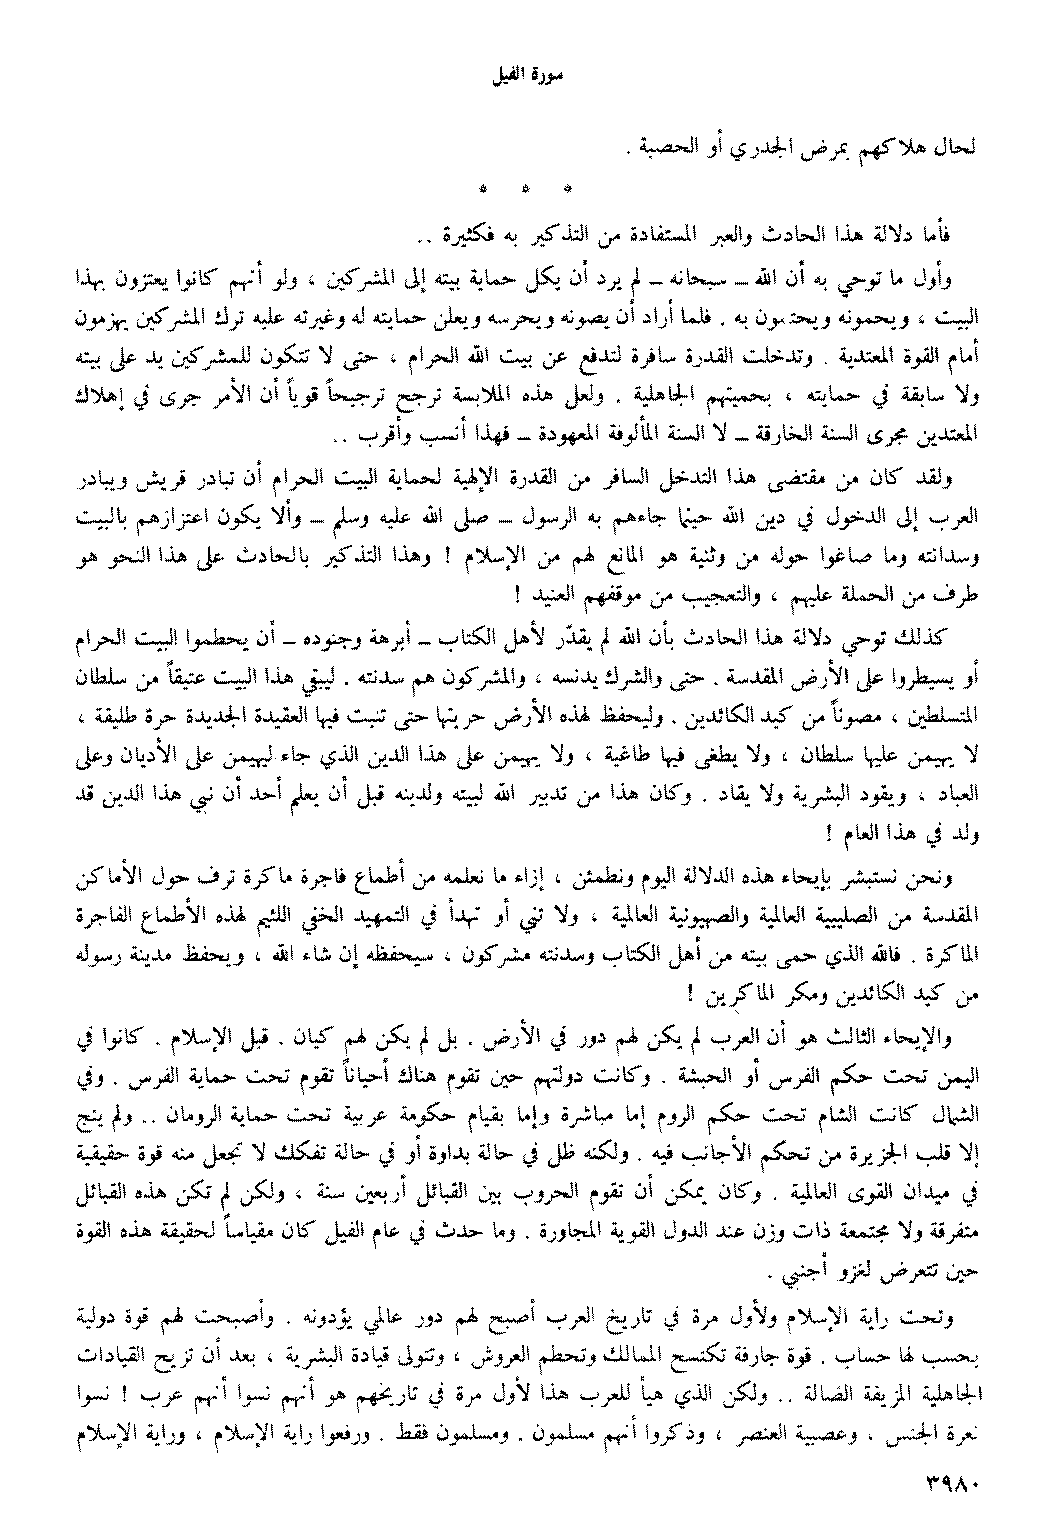 سورة الفيل
لحال هلاكهم بمرض الجدري أو الحصبة .
* * *
فأما دلالة هذا الحادث والعبر المستفادة من التذكير به فكثيرة ..
وأول ما توحي به أن الله – سبحانه – لم يرد أن يكل حماية بيته إلى المشركين ، ولو أنهم كانوا يعتزون بهذا
البيت ، ويحمونه ويحتمون به . فلما أراد أن يصونه ويحرسه ويعلن حمايته له وغيرته عليه ترك المشركين يهزمون
أمام القوة المعتدية . وتدخلت القدرة سافرة لتدفع عن بيت الله الحرام ، حتى لا تتكون للمشركين يد على بيته
ولا سابقة في حمايته ، بحميتهم الجاهلية . ولعل هذه الملابسة ترجح ترجيحاً قوياً أن الأمر جرى في إهلاك
المعتدين مجرى السنة الخارقة – لا السنة المألوفة المعهودة – فهذا أنسب وأقرب ..
ولقد كان من مقتضى هذا التدخل السافر من القدرة الإلهية لحماية البيت الحرام أن تبادر قريش ويبادر
العرب إلى الدخول في دين الله حينما جاءهم به الرسول – صلى الله عليه وسلم – وألا يكون اعتزازهم بالبيت
وسدانته وما صاغوا حوله من وثنية هو المانع لهم من الإسلام ! وهذا التذكير بالحادث على هذا النحو هو
طرف من الحملة عليهم ، والتعجيب من موقفهم العنيد !
كذلك توحي دلالة هذا الحادث بأن الله لم يقدّر لأهل الكتاب – أبرهة وجنوده – أن يحطموا البيت الحرام
أو يسيطروا على الأرض المقدسة . حتى والشرك يدنسه ، والمشركون هم سدنته . ليبقي هذا البيت عتيقاً من سلطان
المتسلطين ، مصوناً من كيد الكائدين . وليحفظ لهذه الأرض حريتها حتى تنبت فيها العقيدة الجديدة حرة طليقة ،
لا يهيمن عليها سلطان ، ولا يطغى فيها طاغية ، ولا يهيمن على هذا الدين الذي جاء ليهيمن على الأديان وعلى
العباد ، ويقود البشرية ولا يقاد . وكان هذا من تدبير الله لبيته ولدينه قبل أن يعلم أحد أن نبي هذا الدين قد
ولد في هذا العام !
ونحن نستبشر بإيحاء هذه الدلالة اليوم ونطمئن ، إزاء ما نعلمه من أطماع فاجرة ماكرة ترف حول الأماكن
المقدسة من الصليبية العالمية والصهيونية العالمية ، ولا تني أو تهدأ في التمهيد الخفي اللئيم لهذه الأطماع الفاجرة
الماكرة . فالله الذي حمى بيته من أهل الكتاب وسدنته مشركون ، سيحفظه إن شاء الله ، ويحفظ مدينة رسوله
من كيد الكائدين ومكر الماكرين !
والإيحاء الثالث هو أن العرب لم يكن لهم دور في الأرض . بل لم يكن لهم كيان . قبل الإسلام . كانوا في
اليمن تحت حكم الفرس أو الحبشة . وكانت دولتهم حين تقوم هناك أحياناً تقوم تحت حماية الفرس . وفي
الشمال كانت الشام تحت حكم الروم إما مباشرة وإما بقيام حكومة عربية تحت حماية الرومان .. ولم ينج
إلا قلب الجزيرة من تحكم الأجانب فيه . ولكنه ظل في حالة بداوة أو في حالة تفكك لا تجعل منه قوة حقيقية
في ميدان القوى العالمية . وكان يمكن أن تقوم الحروب بين القبائل أربعين سنة ، ولكن لم تكن هذه القبائل
متفرقة ولا مجتمعة ذات وزن عند الدول القوية المجاورة . وما حدث في عام الفيل كان مقياساً لحقيقة هذه القوة
حين تتعرض لغزو أجنبي .
وتحت راية الإسلام ولأول مرة في تاريخ العرب أصبح لهم دور عالمي يؤدونه . وأصبحت لهم قوة دولية
يحسب لها حساب . قوة جارفة تكتسح الممالك وتحطم العروش ، وتتولى قيادة البشرية ، بعد أن تزيح القيادات
الجاهلية المزيفة الضالة .. ولكن الذي هيأ للعرب هذا لأول مرة في تاريخهم هو أنهم نسوا أنهم عرب ! نسوا
نعرة الجنس ، وعصبية العنصر ، وذكروا أنهم مسلمون . ومسلمون فقط . ورفعوا راية الإسلام ، وراية الإسلام
٣٩٨٠